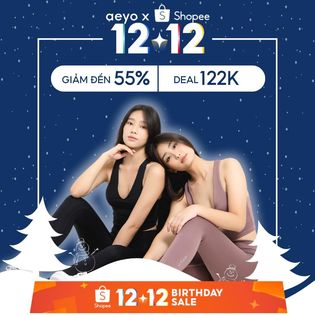 aeyo x Shopee
12.12
GIẢM ĐẾN 55%
DEAL 122K
Shopee
12.12
BIRTHDAY
SALE